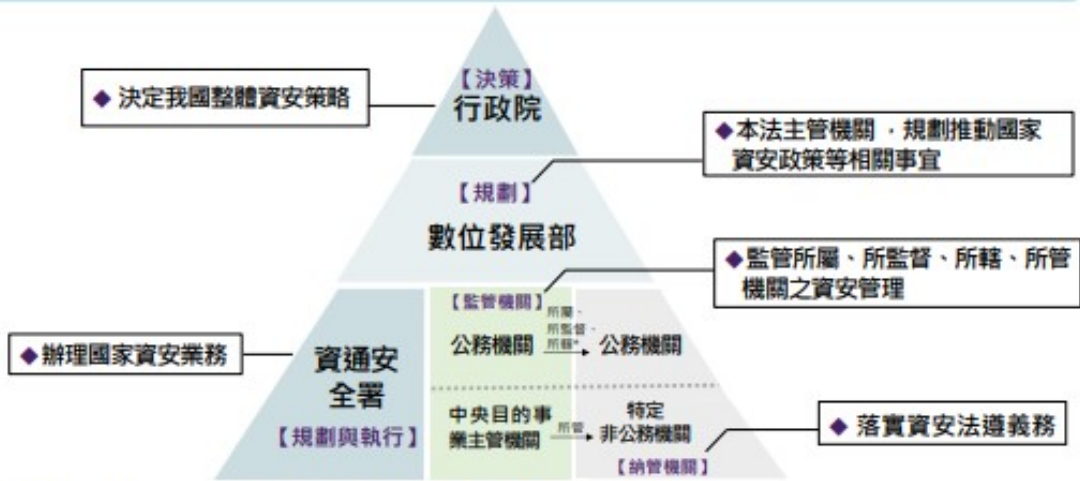 【決策】
行政院
◆ 決定我國整體資安策略
◆ 本法主管機關，規劃推動國家
資安政策等相關事宜
【規劃】
數位發展部
◆ 監管所屬、所監督、所轄、所管
機關之資安管理
【監管機關】
所屬、
所監督、
所轄*
公務機關
公務機關
◆ 辦理國家資安業務
資通安
全署
【規劃與執行】
中央目的事
業主管機關
所管
特定
非公務機關
【納管機關】
◆ 落實資安法遵義務